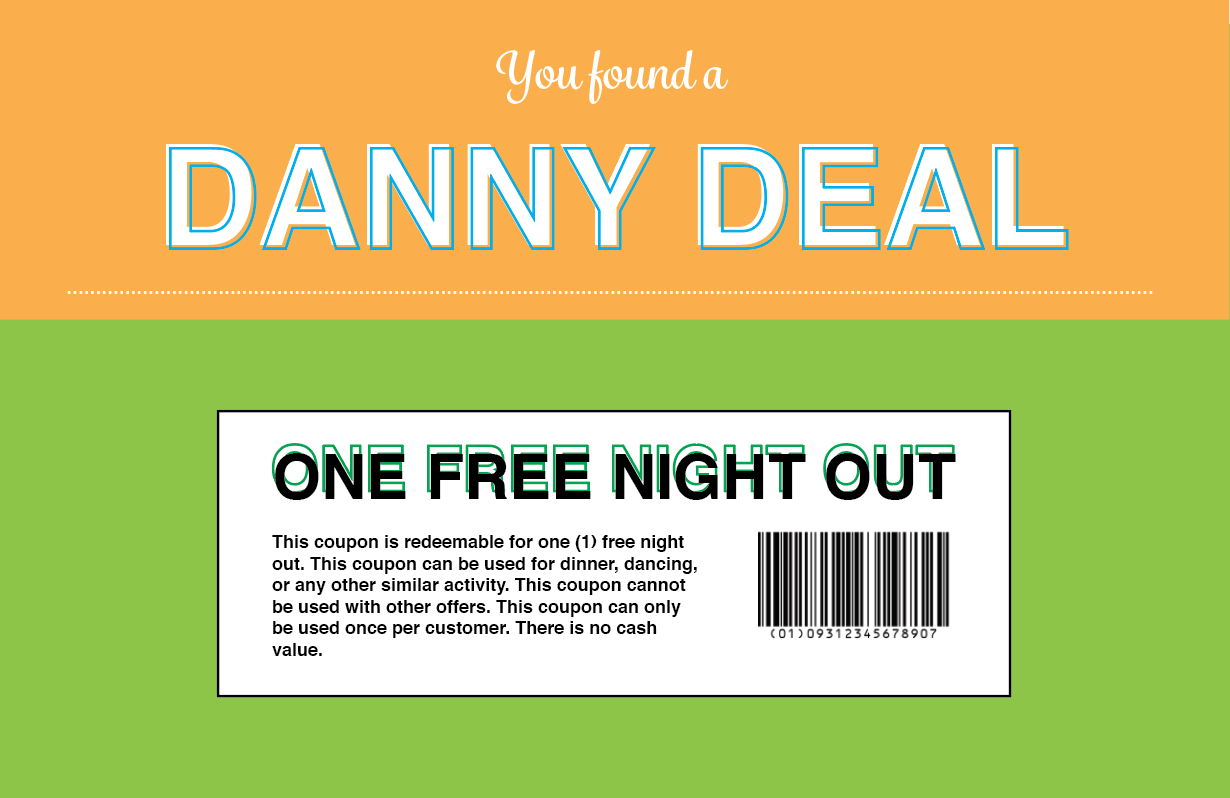 You found a
DANNY DEAL
ONE FREE NIGHT OUT
This coupon is redeemable for one (1) free night
out. This coupon can be used for dinner, dancing,
or any other similar activity. This coupon cannot
be used with other offers. This coupon can only
be used once per customer. There is no cash
value.
(01)09312345678907